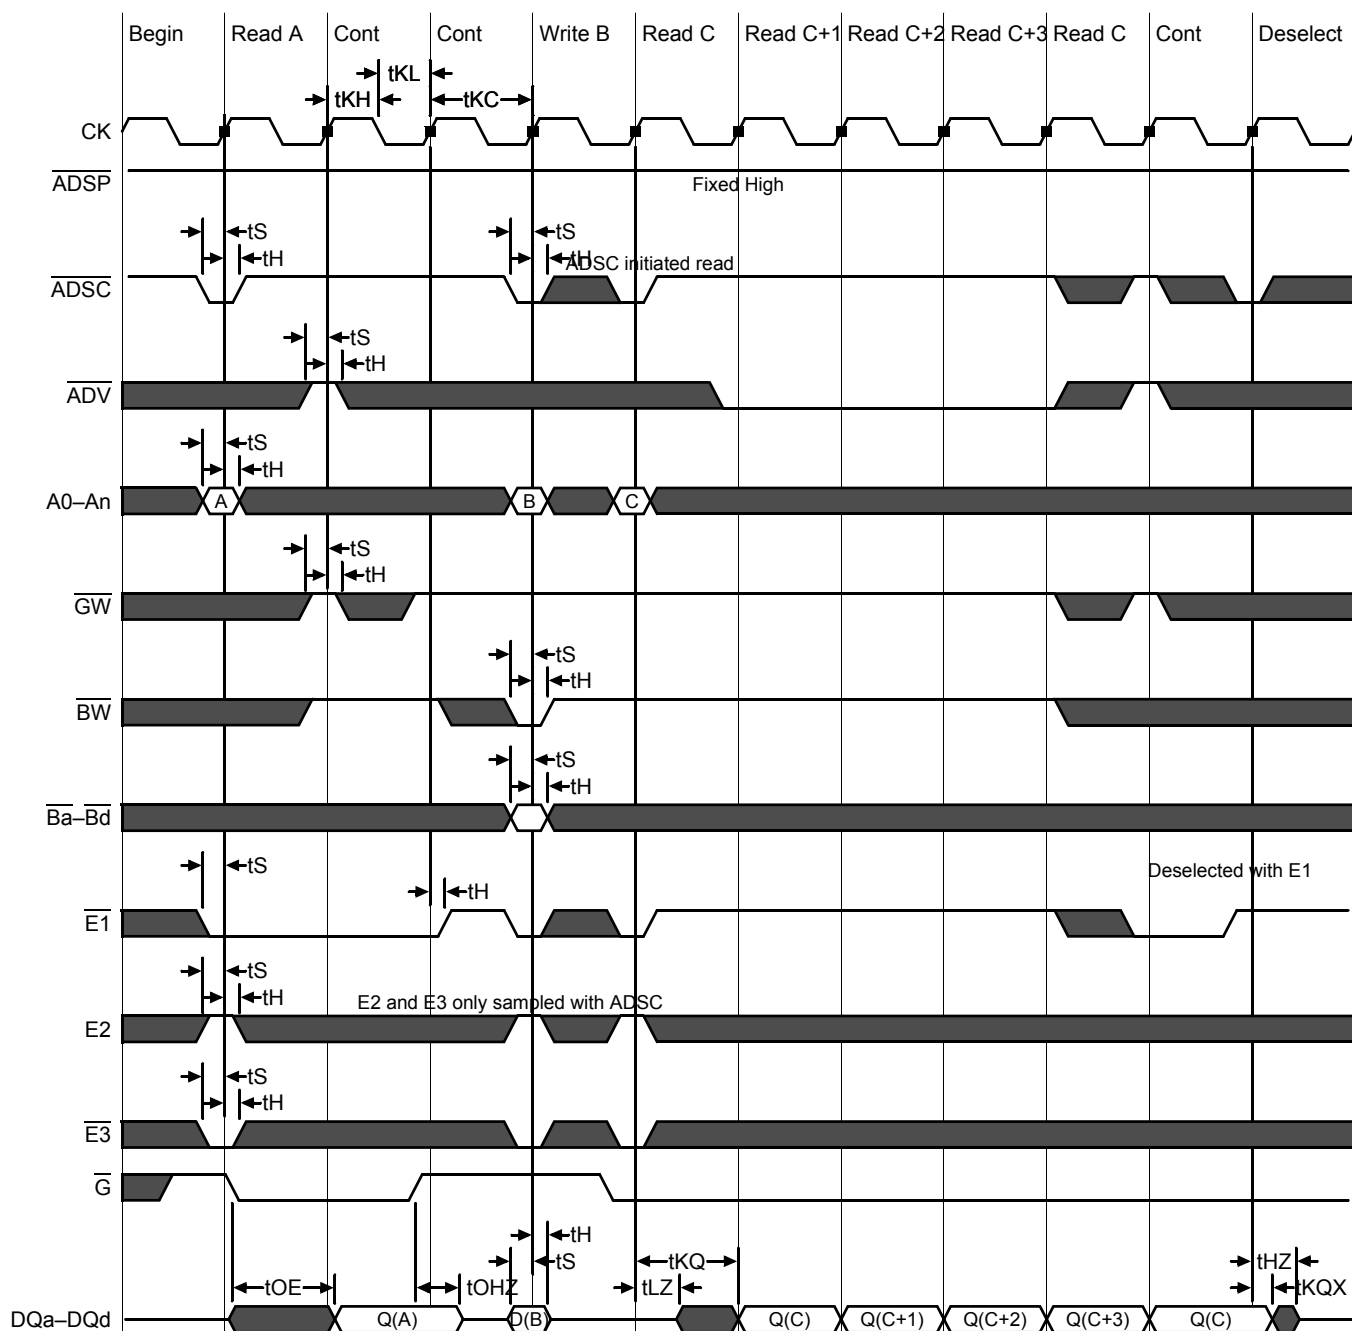 Begin Read A Cont Cont Write B Read C Read C+1 Read C+2 Read C+3 Read C Cont Deselect
tKL
tKH tKC
CK
ADSP
Fixed High
tS tS
tH tH
ADSC initiated read
ADSC
tS
tH
ADV
tS
tH
A0–An A B C
tS
tH
GW
tS
tH
BW
tS
tH
Ba–Bd
tS
Deselected with E1
tH
E1
tS
tH
E2 and E3 only sampled with ADSC
E2
tS
tH
E3
G
tH
tS tKQ tHZ
tOE tOHZ tLZ tKQX
DQa–DQd Q(A) D(B) Q(C) Q(C+1) Q(C+2) Q(C+3) Q(C)